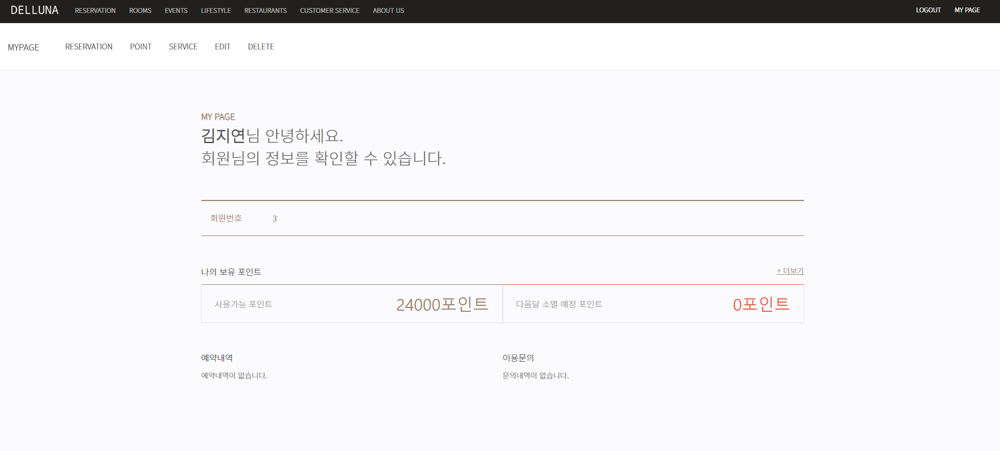 DELLUNA RESERVATION ROOMS EVENTS LIFESTYLE RESTAURANTS CUSTOMER SERVICE ABOUT US LOGOUT MY PAGE
MYPAGE RESERVATION POINT SERVICE EDIT DELETE
MY PAGE
김지연님 안녕하세요.
회원님의 정보를 확인할 수 있습니다.
회원번호 3
나의 보유 포인트 + 더보기
사용가능 포인트 24000포인트 다음달 소멸 예정 포인트 0포인트
예약내역 이용문의
예약내역이 없습니다. 문의내역이 없습니다.